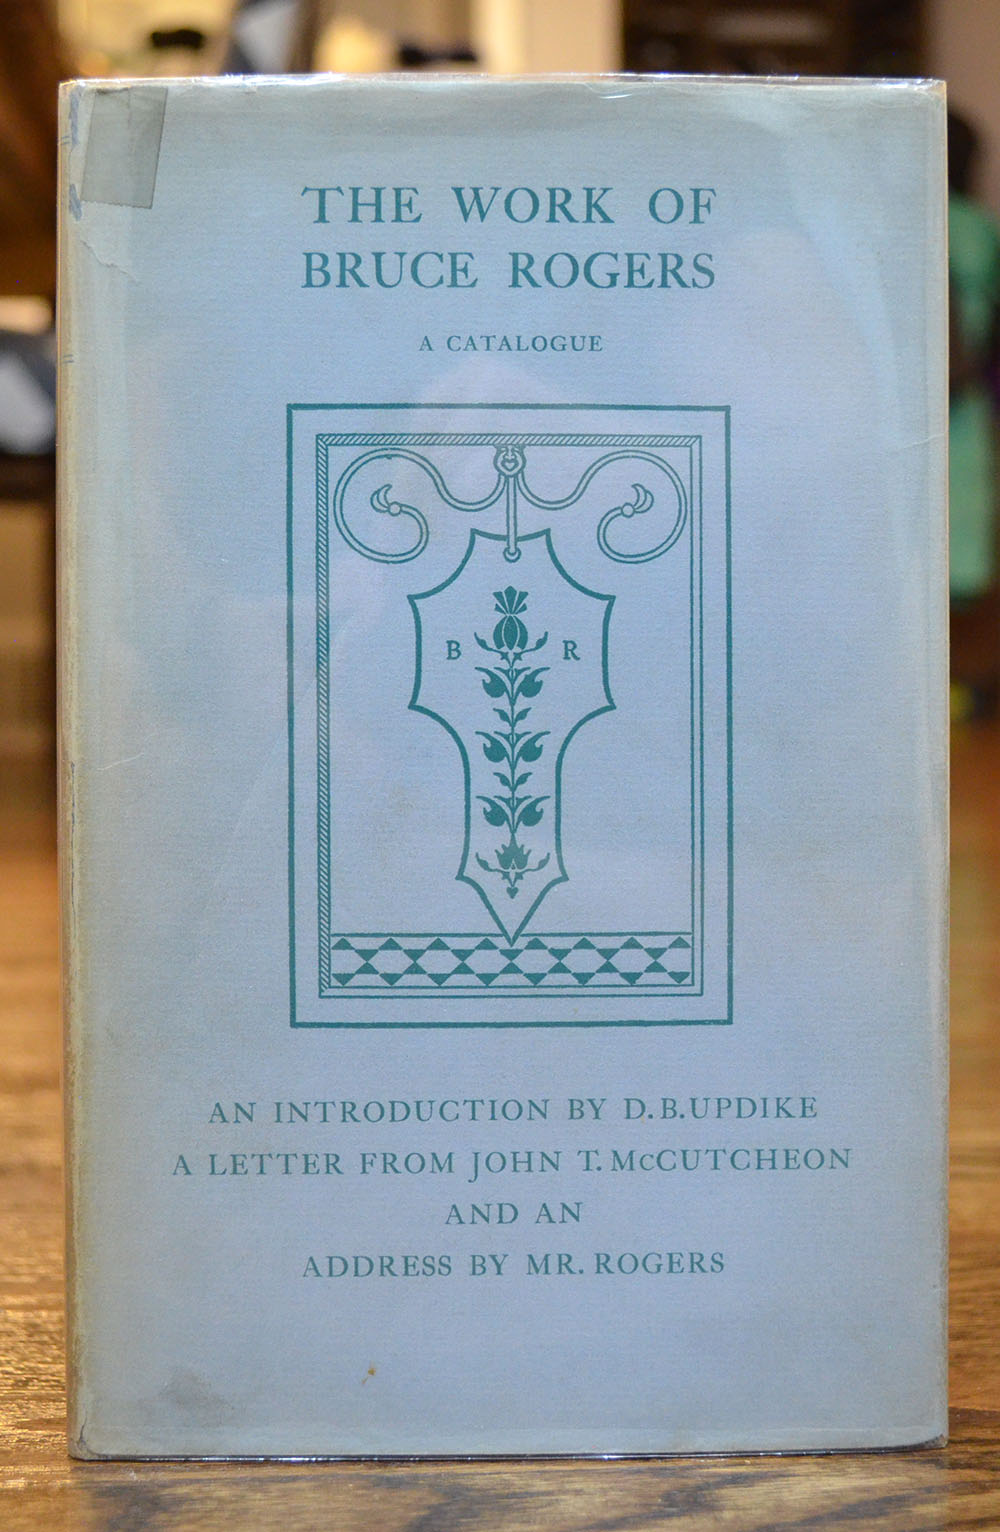 THE WORK OF
BRUCE ROGERS
A CATALOGUE
B R
AN INTRODUCTION BY D.B.UPDIKE
A LETTER FROM JOHN T. McCUTCHEON
AND AN
ADDRESS BY MR. ROGERS